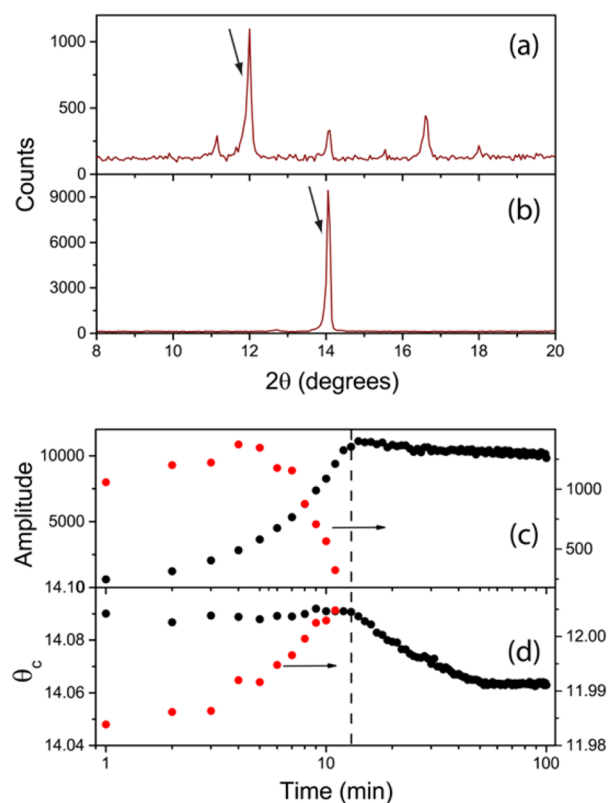 1000
(a)
500
0
Counts
9000
(b)
6000
3000
0
8 10 12 14 16 18 20
2θ (degrees)
10000
1000
Amplitude
5000
500
(c)
14.10
14.08
12.00
(d)
θc
14.06
11.99
14.04
11.98
1 10 100
Time (min)